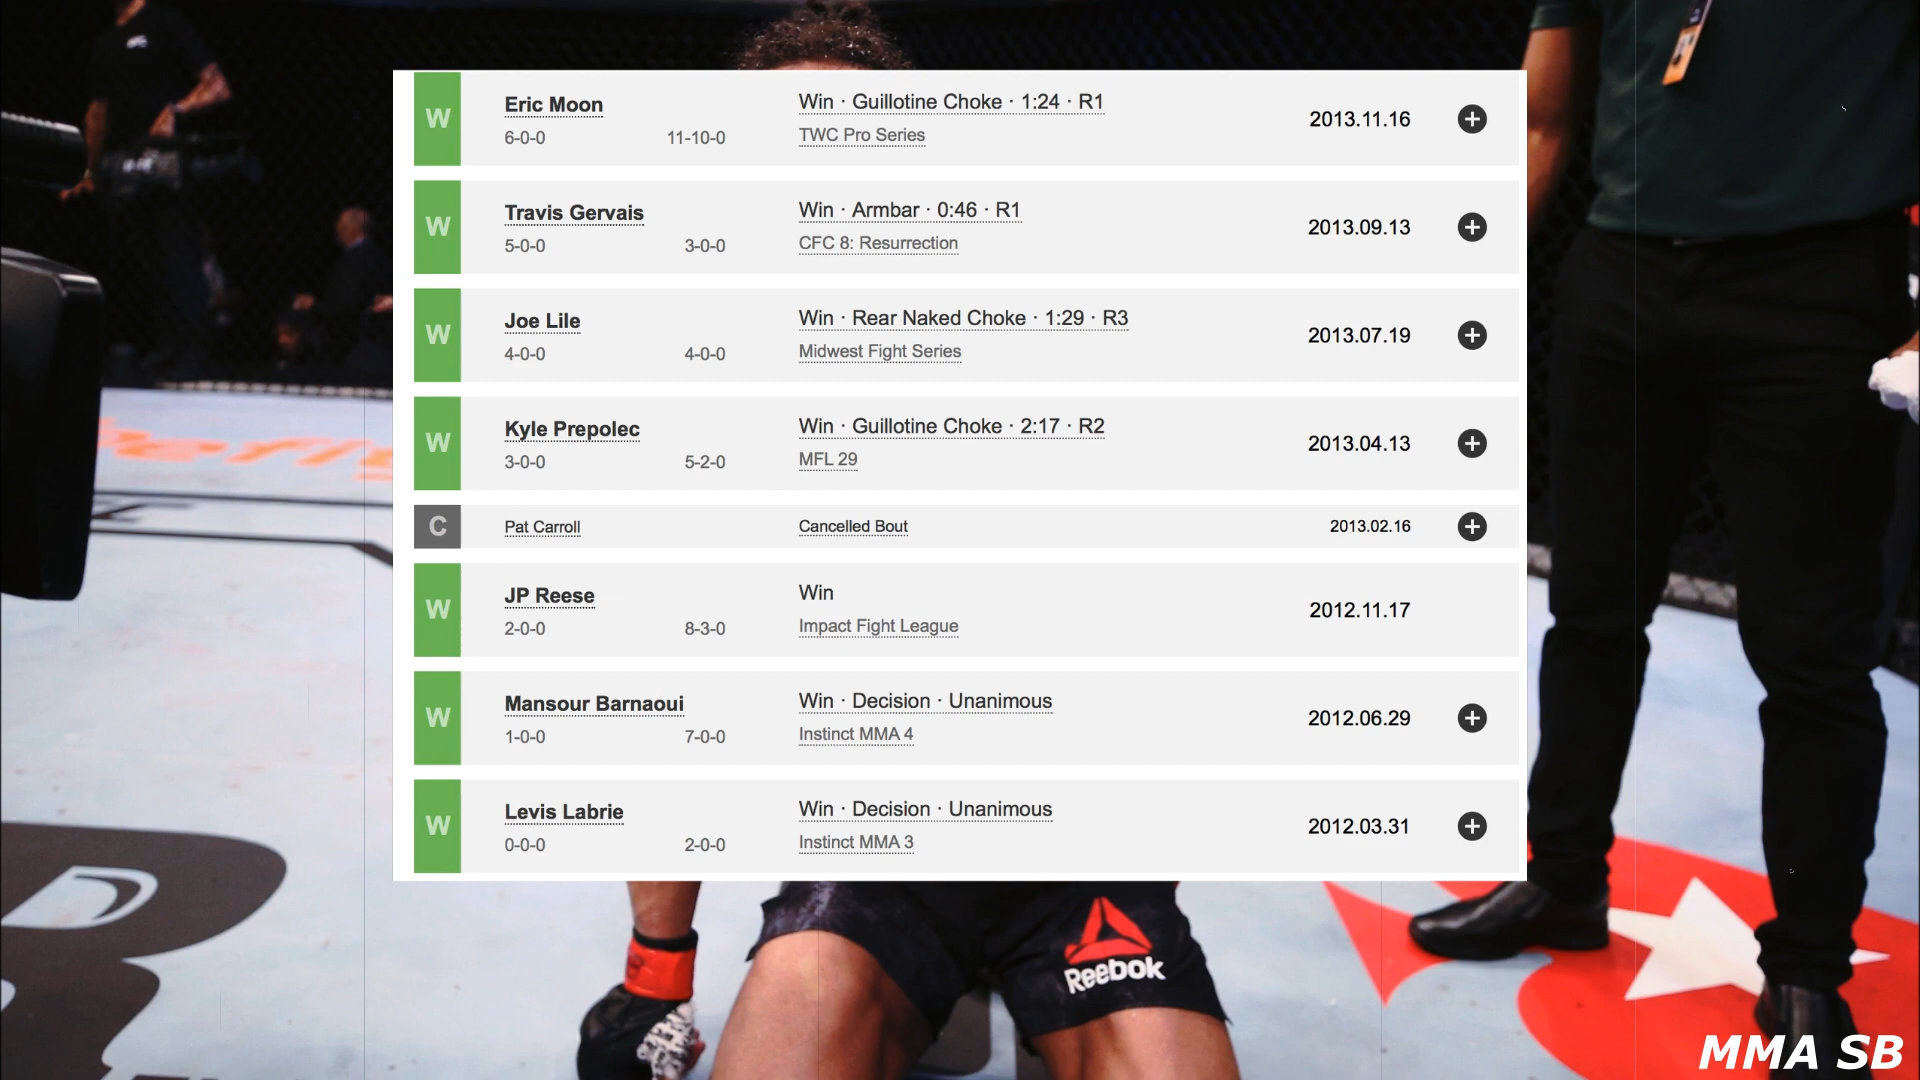 W
Eric Moon
6-0-0 11-10-0
Win · Guillotine Choke · 1:24 · R1
TWC Pro Series
2013.11.16
W
Travis Gervais
5-0-0 3-0-0
Win · Armbar · 0:46 · R1
CFC 8: Resurrection
2013.09.13
W
Joe Lile
4-0-0 4-0-0
Win · Rear Naked Choke · 1:29 · R3
Midwest Fight Series
2013.07.19
W
Kyle Prepolec
3-0-0 5-2-0
Win · Guillotine Choke · 2:17 · R2
MFL 29
2013.04.13
C
Pat Carroll
Cancelled Bout
2013.02.16
W
JP Reese
2-0-0 8-3-0
Win
Impact Fight League
2012.11.17
W
Mansour Barnaoui
1-0-0 7-0-0
Win · Decision · Unanimous
Instinct MMA 4
2012.06.29
W
Levis Labrie
0-0-0 2-0-0
Win · Decision · Unanimous
Instinct MMA 3
2012.03.31
Reebok
MMA SB